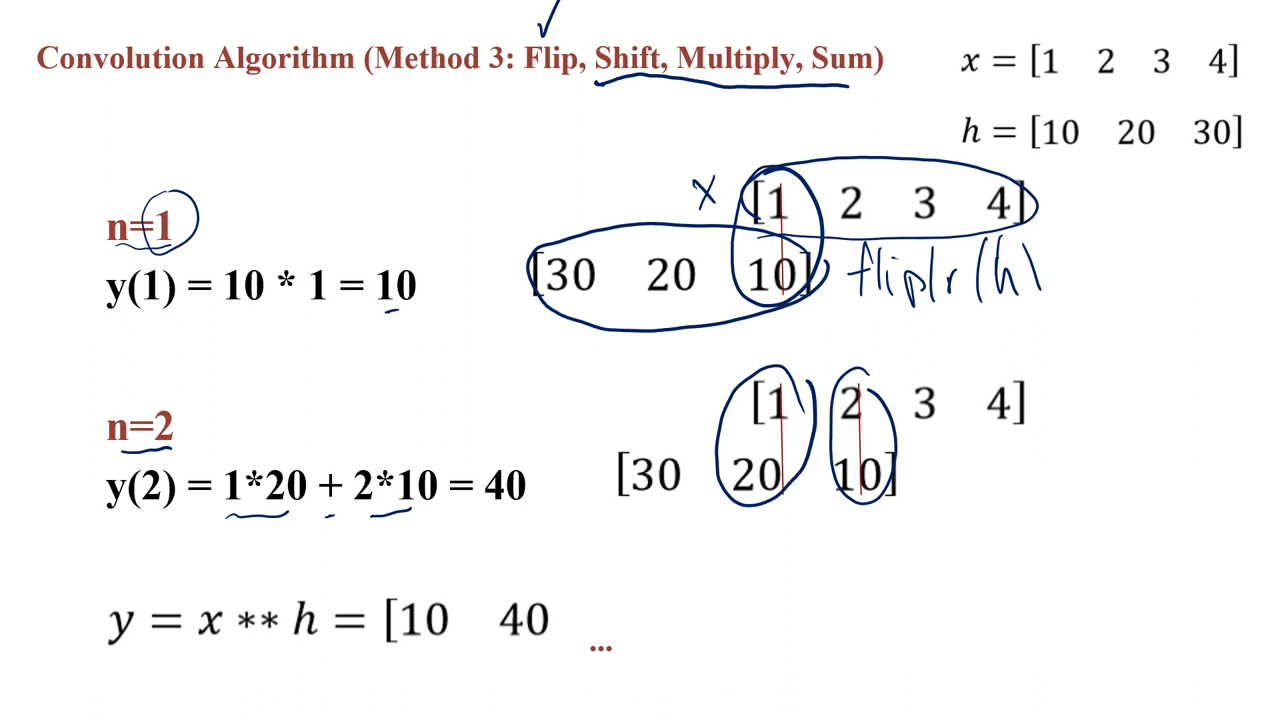 Convolution Algorithm (Method 3: Flip, Shift, Multiply, Sum)
x = [1 2 3 4]
h = [10 20 30]
x [1 2 3 4]
n=1
[30 20 10] fliplr(h)
y(1) = 10 * 1 = 10
[1 2 3 4]
n=2
[30 20 10]
y(2) = 1*20 + 2*10 = 40
y = x ** h = [10 40
...